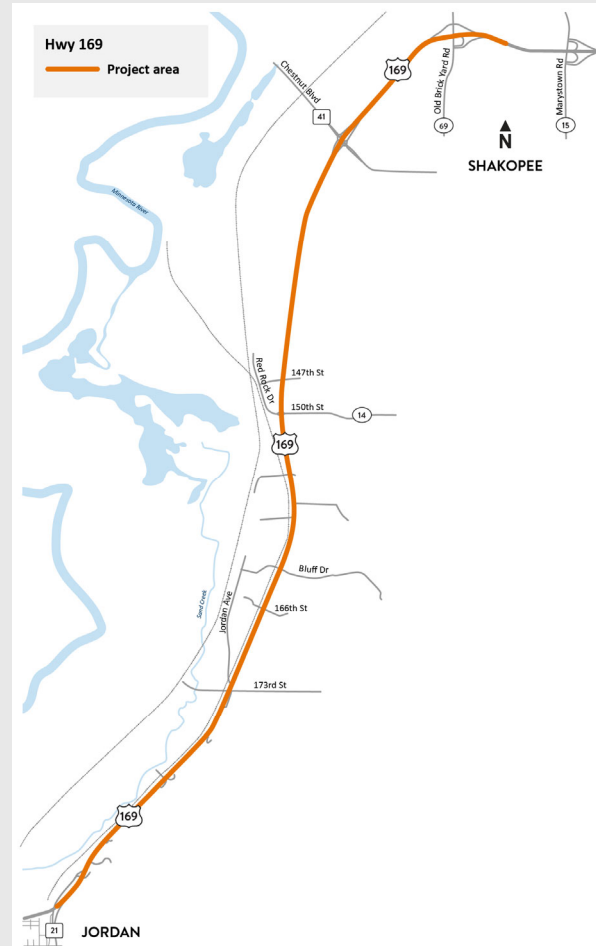 Hwy 169
Project area
Chestnut Blvd
41
169
Old Brick Yard Rd
69
N
Marystown Rd
15
SHAKOPEE
Minnesota River
Red Rock Dr
147th St
150th St
14
169
Bluff Dr
Jordan Ave
166th St
Sand Creek
173rd St
169
21
JORDAN